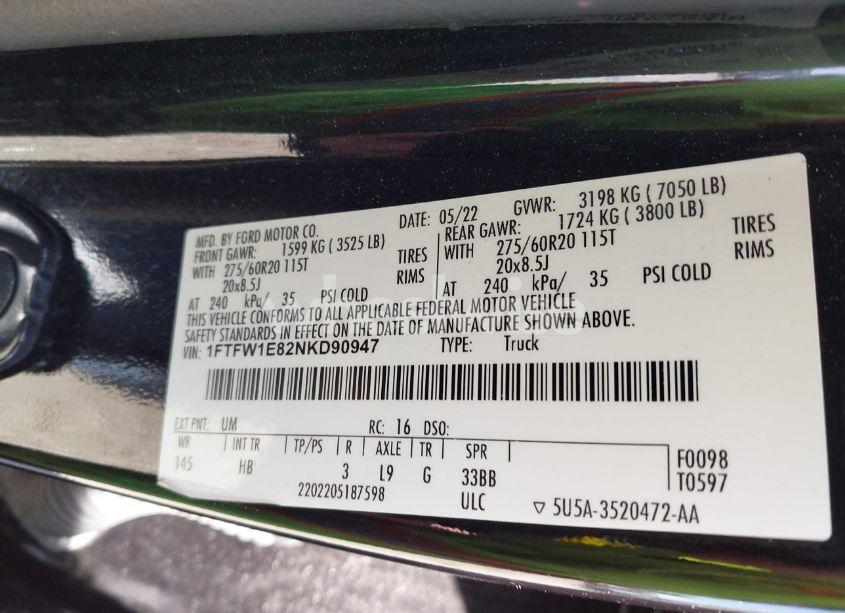 MFD. BY FORD MOTOR CO.
DATE: 05/22 GVWR: 3198 KG ( 7050 LB)
FRONT GAWR: 1599 KG ( 3525 LB) REAR GAWR: 1724 KG ( 3800 LB)
WITH 275/60R20 115T TIRES WITH 275/60R20 115T TIRES
20x8.5J RIMS 20x8.5J RIMS
AT 240 kPa/ 35 PSI COLD AT 240 kPa/ 35 PSI COLD
THIS VEHICLE CONFORMS TO ALL APPLICABLE FEDERAL MOTOR VEHICLE
SAFETY STANDARDS IN EFFECT ON THE DATE OF MANUFACTURE SHOWN ABOVE.
VIN: 1FTFW1E82NKD90947 TYPE: Truck
EXT PNT: UM RC: 16 DSO:
WB INT TR TP/PS R AXLE TR SPR
145 HB 3 L9 G 33BB
F0098
T0597
2202205187598 ULC
5U5A-3520472-AA